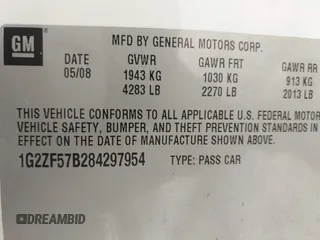 GM
MFD BY GENERAL MOTORS CORP.
DATE GVWR GAWR FRT GAWR RR
05/08 1943 KG 1030 KG 913 KG
4283 LB 2270 LB 2013 LB
THIS VEHICLE CONFORMS TO ALL APPLICABLE U.S. FEDERAL MOTOR
VEHICLE SAFETY, BUMPER, AND THEFT PREVENTION STANDARDS IN
EFFECT ON THE DATE OF MANUFACTURE SHOWN ABOVE.
1G2ZF57B284297954 TYPE: PASS CAR
DREAMBID